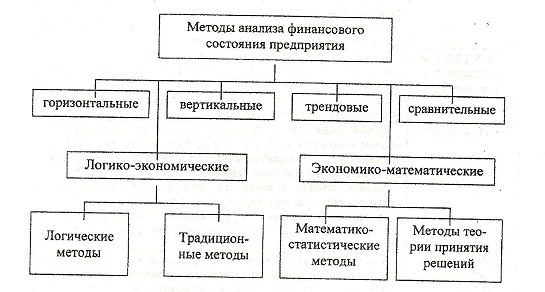 Методы анализа финансового
состояния предприятия
горизонтальные
вертикальные
трендовые
сравнительные
Логико-экономические
Экономико-математические
Логические
методы
Традицион-
ные методы
Математико-
статистические
методы
Методы тео-
рии принятия
решений